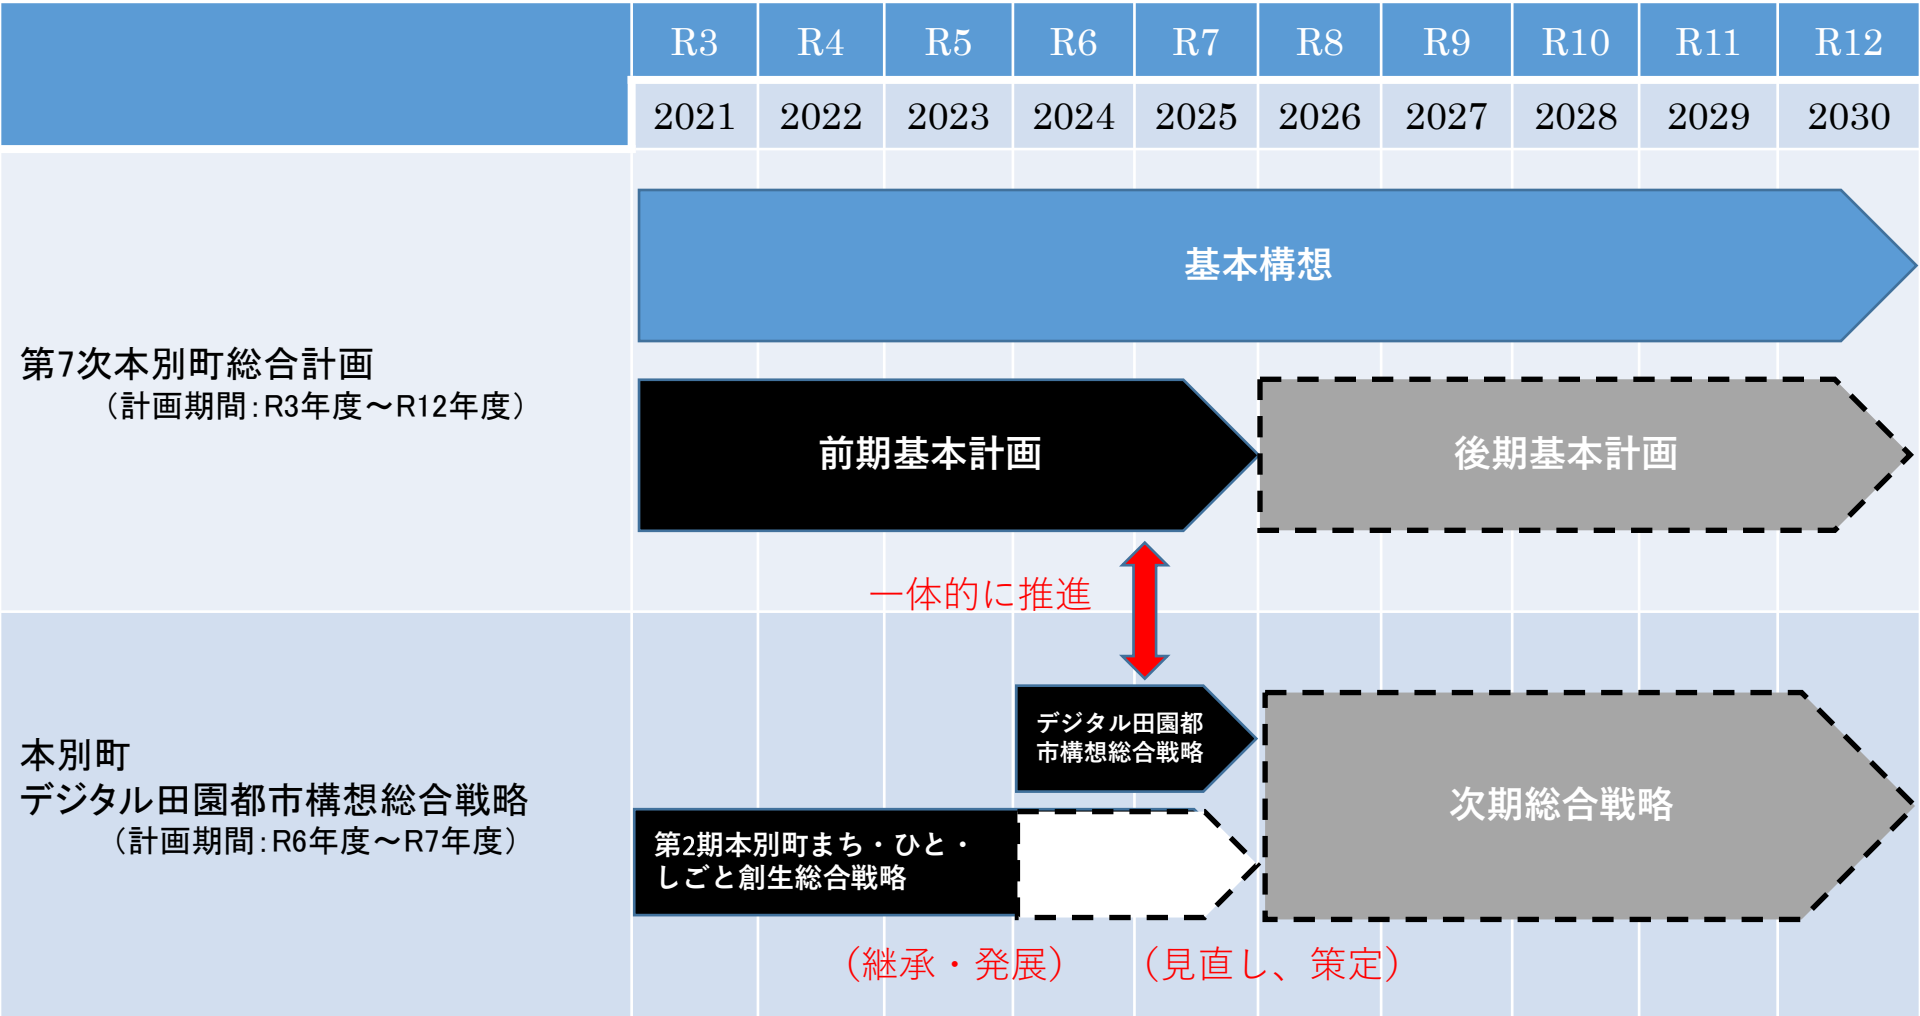 R3 R4 R5 R6 R7 R8 R9 R10 R11 R12
2021 2022 2023 2024 2025 2026 2027 2028 2029 2030
基本構想
第7次本別町総合計画
（計画期間：R3年度～R12年度）
前期基本計画
後期基本計画
一体的に推進
デジタル田園都
市構想総合戦略
本別町
デジタル田園都市構想総合戦略
（計画期間：R6年度～R7年度）
次期総合戦略
第2期本別町まち・ひと・
しごと創生総合戦略
（継承・発展）
（見直し、策定）